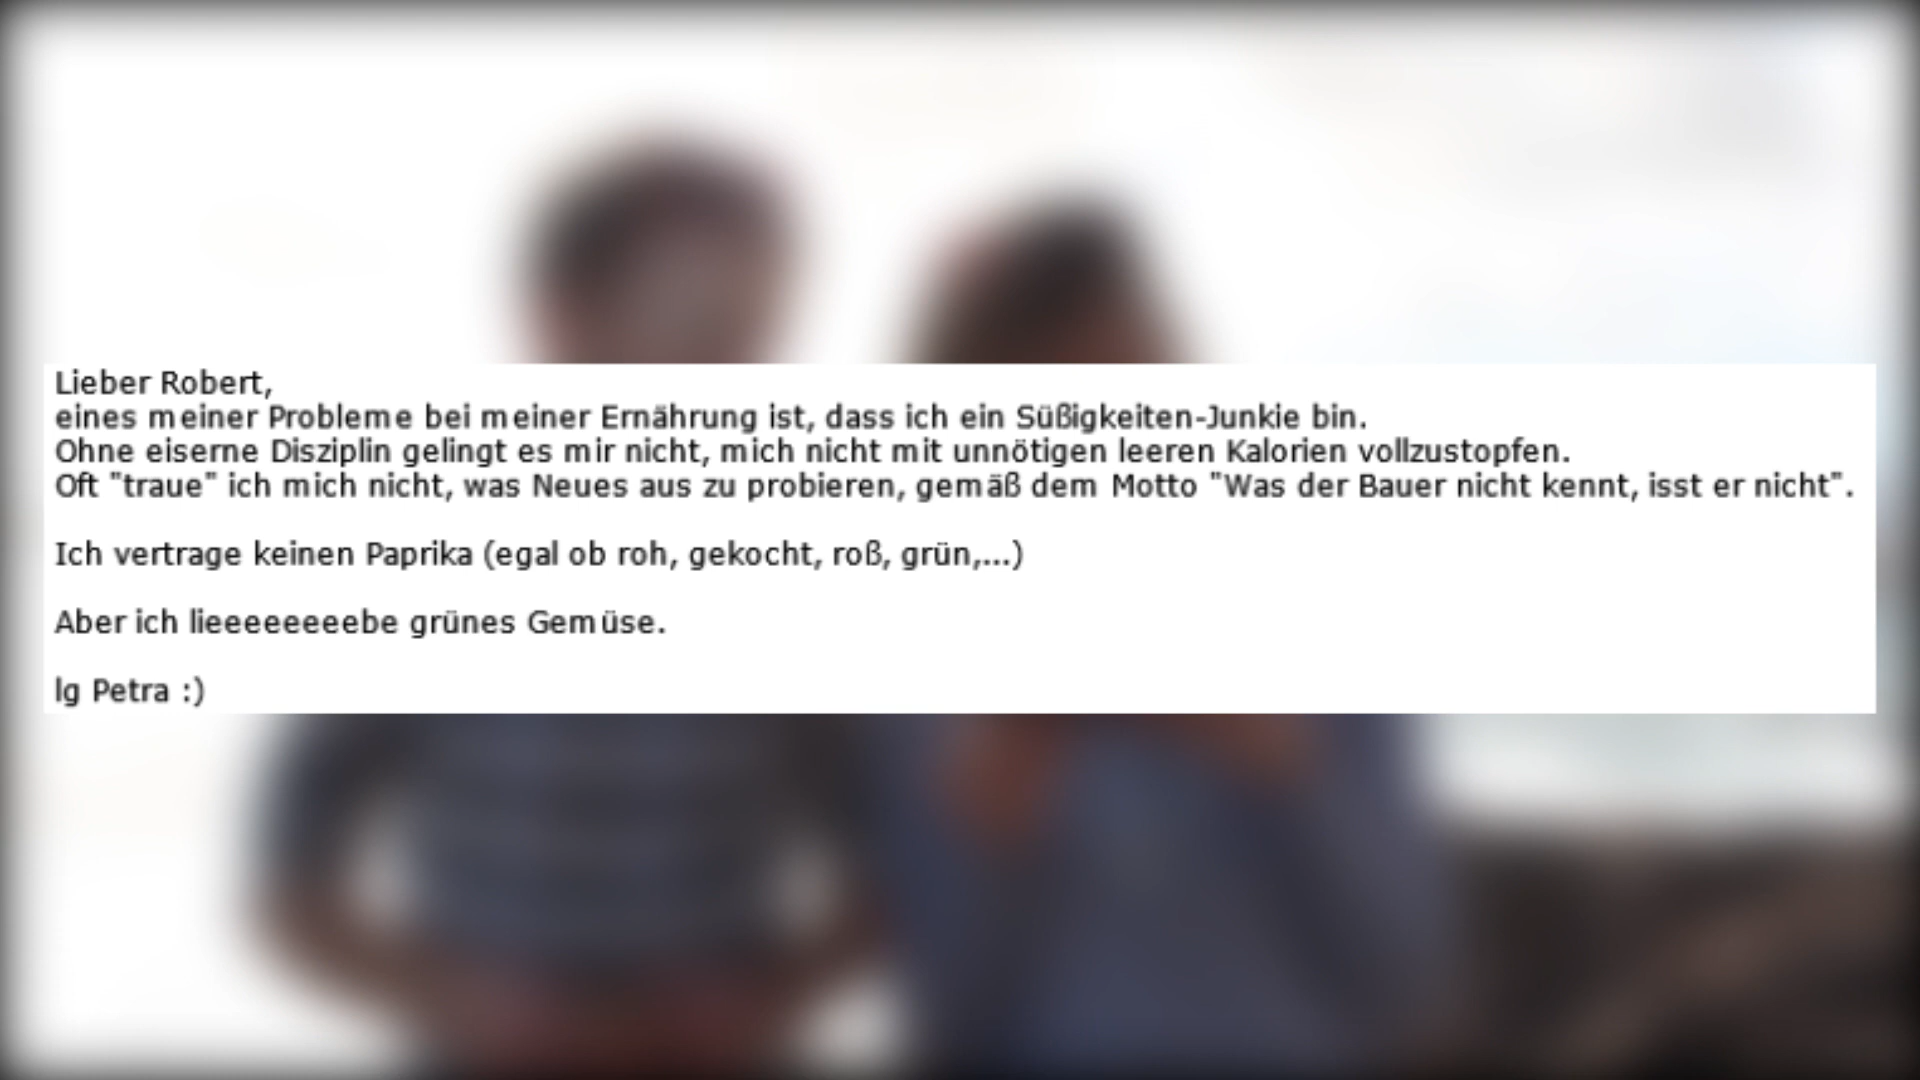 Lieber Robert,
eines meiner Probleme bei meiner Ernährung ist, dass ich ein Süßigkeiten-Junkie bin.
Ohne eiserne Disziplin gelingt es mir nicht, mich nicht mit unnötigen leeren Kalorien vollzustopfen.
Oft "traue" ich mich nicht, was Neues aus zu probieren, gemäß dem Motto "Was der Bauer nicht kennt, isst er nicht".
Ich vertrage keinen Paprika (egal ob roh, gekocht, roß, grün,...)
Aber ich lieeeeeeeeebe grünes Gemüse.
lg Petra :)